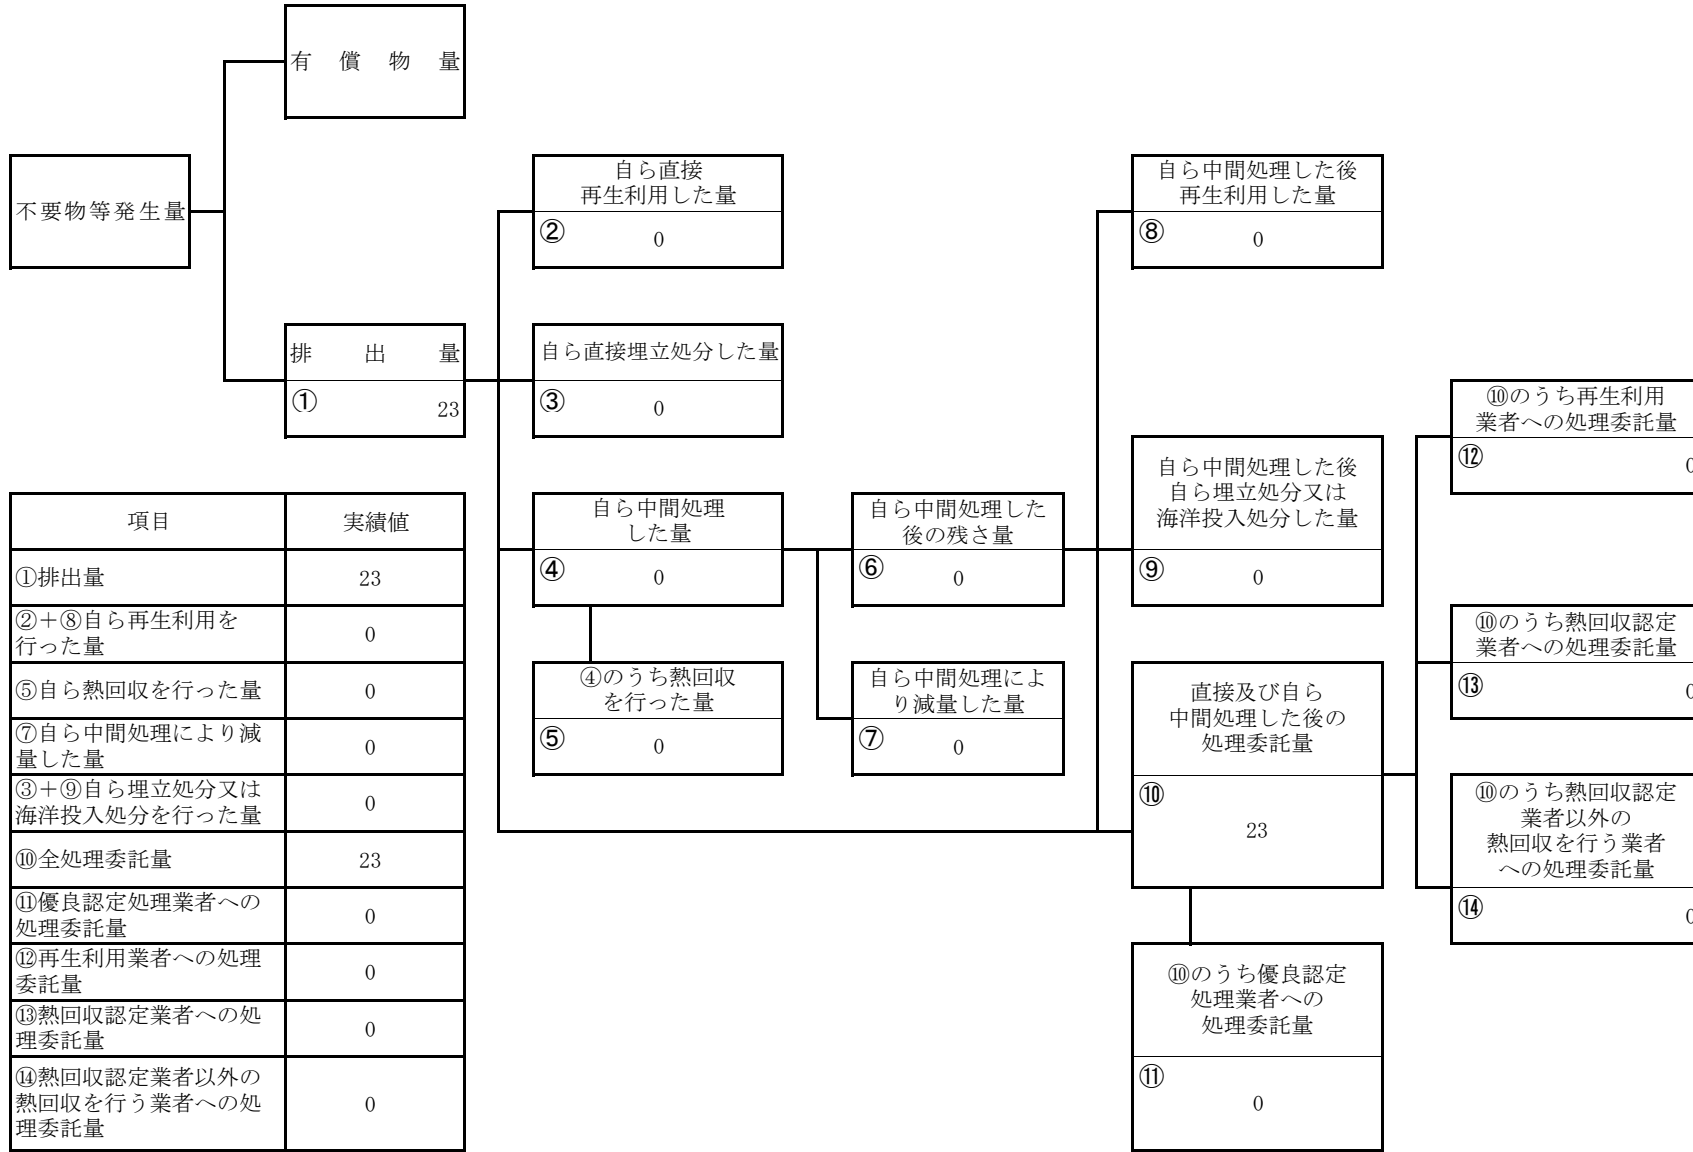 有償物量
不要物等発生量
排出量
① 23
自ら直接
再生利用した量
② 0
自ら直接埋立処分した量
③ 0
自ら中間処理
した量
④ 0
④のうち熱回収
を行った量
⑤ 0
自ら中間処理した
後の残さ量
⑥ 0
自ら中間処理によ
り減量した量
⑦ 0
自ら中間処理した後
再生利用した量
⑧ 0
自ら中間処理した後
自ら埋立処分又は
海洋投入処分した量
⑨ 0
直接及び自ら
中間処理した後の
処理委託量
⑩
23
⑩のうち優良認定
処理業者への
処理委託量
⑪
0
⑩のうち再生利用
業者への処理委託量
⑫ 0
⑩のうち熱回収認定
業者への処理委託量
⑬ 0
⑩のうち熱回収認定
業者以外の
熱回収を行う業者
への処理委託量
⑭ 0
項目 実績値
①排出量 23
②＋⑧自ら再生利用を
行った量 0
⑤自ら熱回収を行った量 0
⑦自ら中間処理により減
量した量 0
③＋⑨自ら埋立処分又は
海洋投入処分を行った量 0
⑩全処理委託量 23
⑪優良認定処理業者への
処理委託量 0
⑫再生利用業者への処理
委託量 0
⑬熱回収認定業者への処
理委託量 0
⑭熱回収認定業者以外の
熱回収を行う業者への処
理委託量 0